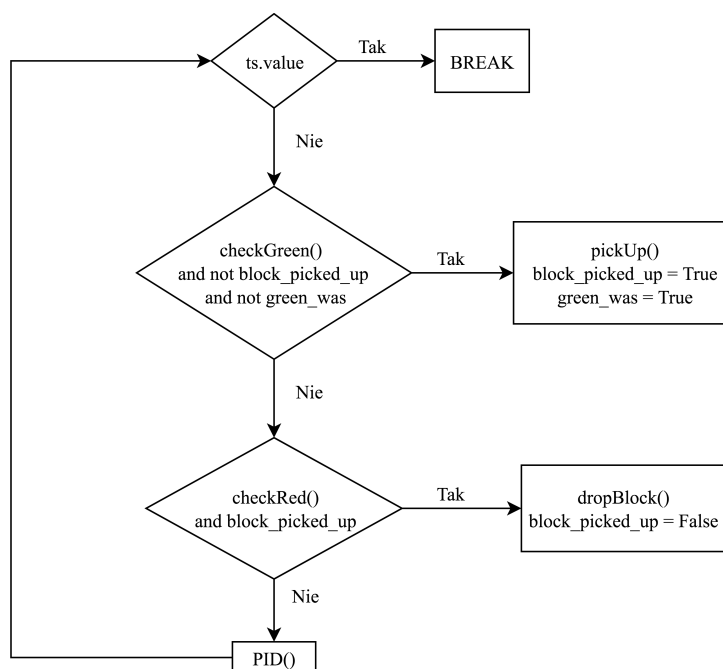 ts.value
Tak
BREAK
Nie
checkGreen()
and not block_picked_up
and not green_was
Tak
pickUp()
block_picked_up = True
green_was = True
Nie
checkRed()
and block_picked_up
Tak
dropBlock()
block_picked_up = False
Nie
PID()